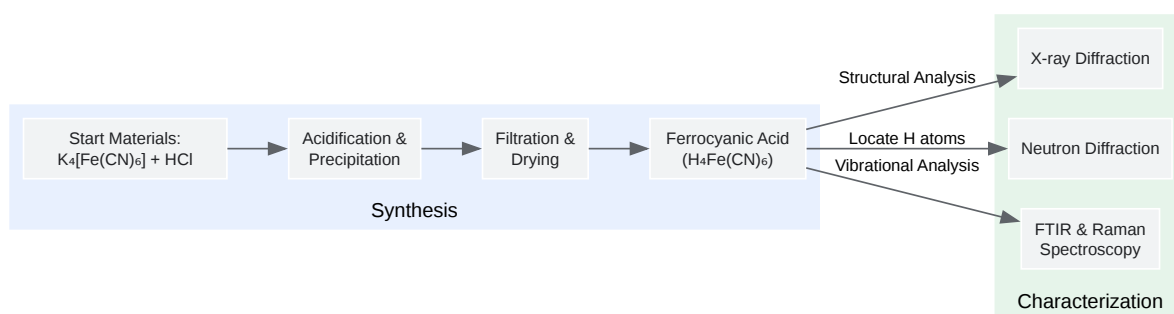 Start Materials:
K₄[Fe(CN)₆] + HCl
Acidification &
Precipitation
Filtration &
Drying
Ferrocyanic Acid
(H₄Fe(CN)₆)
Synthesis
Structural Analysis
Locate H atoms
Vibrational Analysis
X-ray Diffraction
Neutron Diffraction
FTIR & Raman
Spectroscopy
Characterization